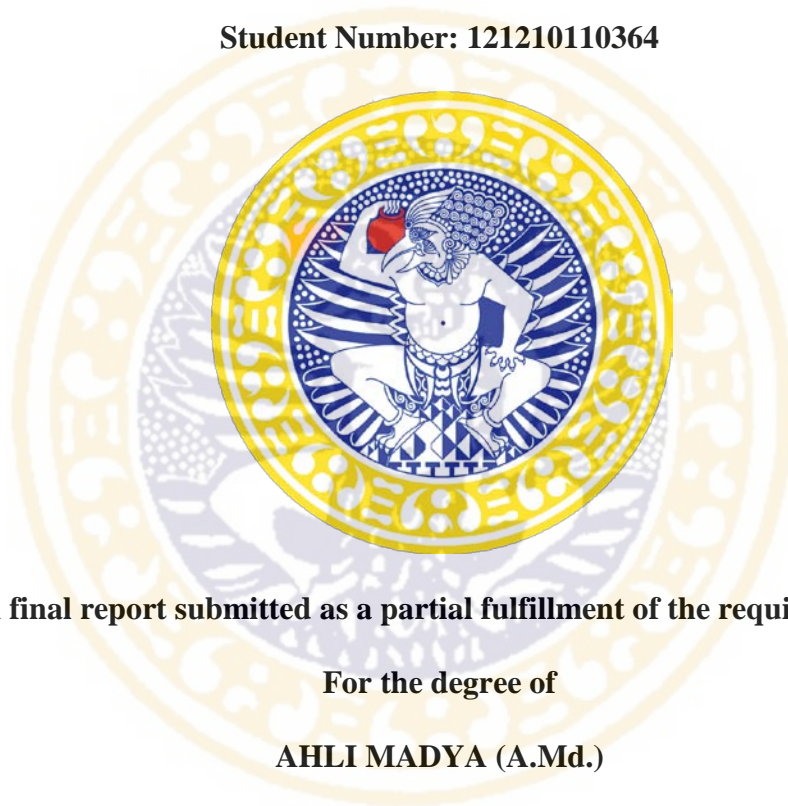 Student Number: 121210110364
final report submitted as a partial fulfillment of the requi
For the degree of
AHLI MADYA (A.Md.)